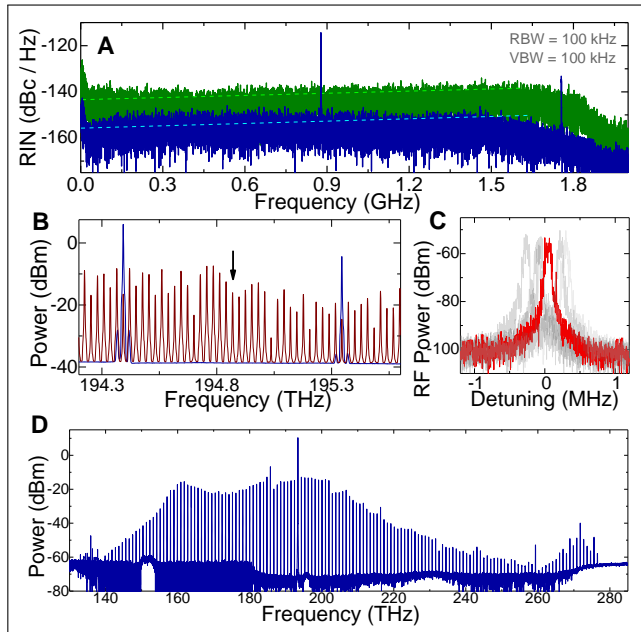 A
RBW = 100 kHz
VBW = 100 kHz
RIN (dBc / Hz)
-120
-140
-160
0.0 0.3 0.6 0.9 1.2 1.5 1.8
Frequency (GHz)
B
Power (dBm)
0
-20
-40
194.3 194.8 195.3
Frequency (THz)
C
RF Power (dBm)
-60
-80
-100
-1 0 1
Detuning (MHz)
D
Power (dBm)
0
-20
-40
-60
-80
140 160 180 200 220 240 260 280
Frequency (THz)